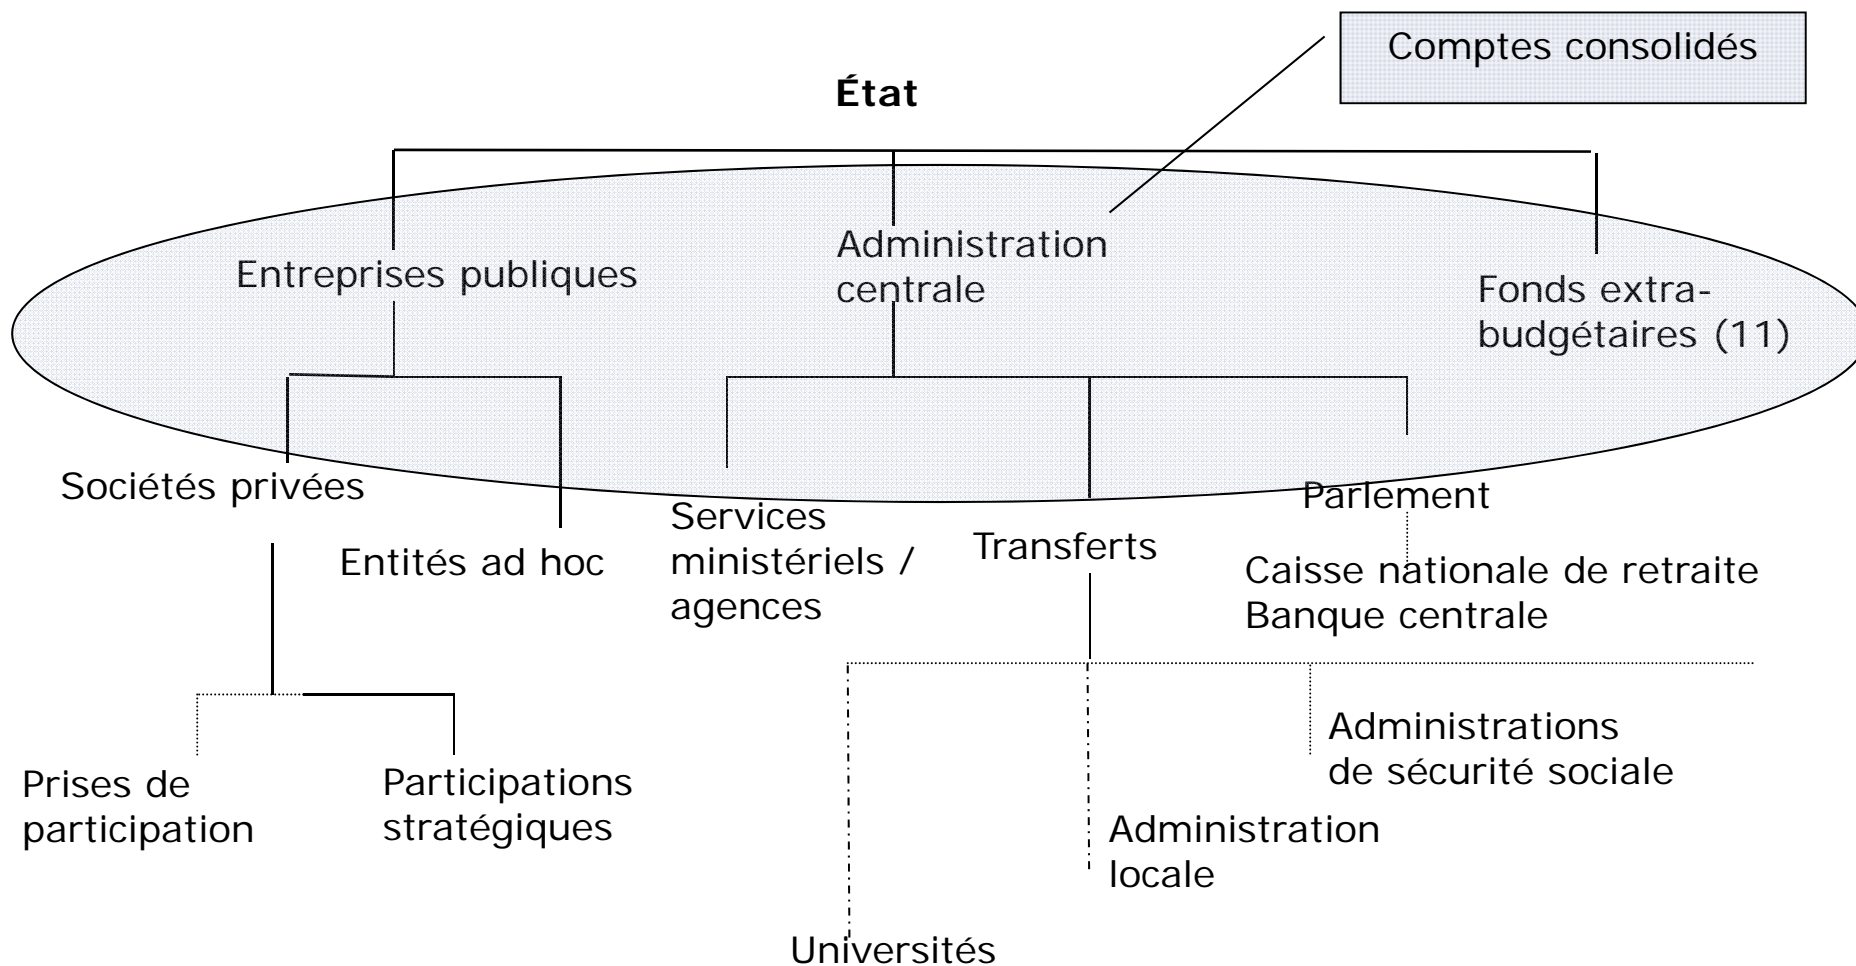 Comptes consolidés
État
Entreprises publiques
Administration
centrale
Fonds extra-
budgétaires (11)
Sociétés privées
Entités ad hoc
Services
ministériels /
agences
Transferts
Parlement
Caisse nationale de retraite
Banque centrale
Prises de
participation
Participations
stratégiques
Administrations
de sécurité sociale
Administration
locale
Universités